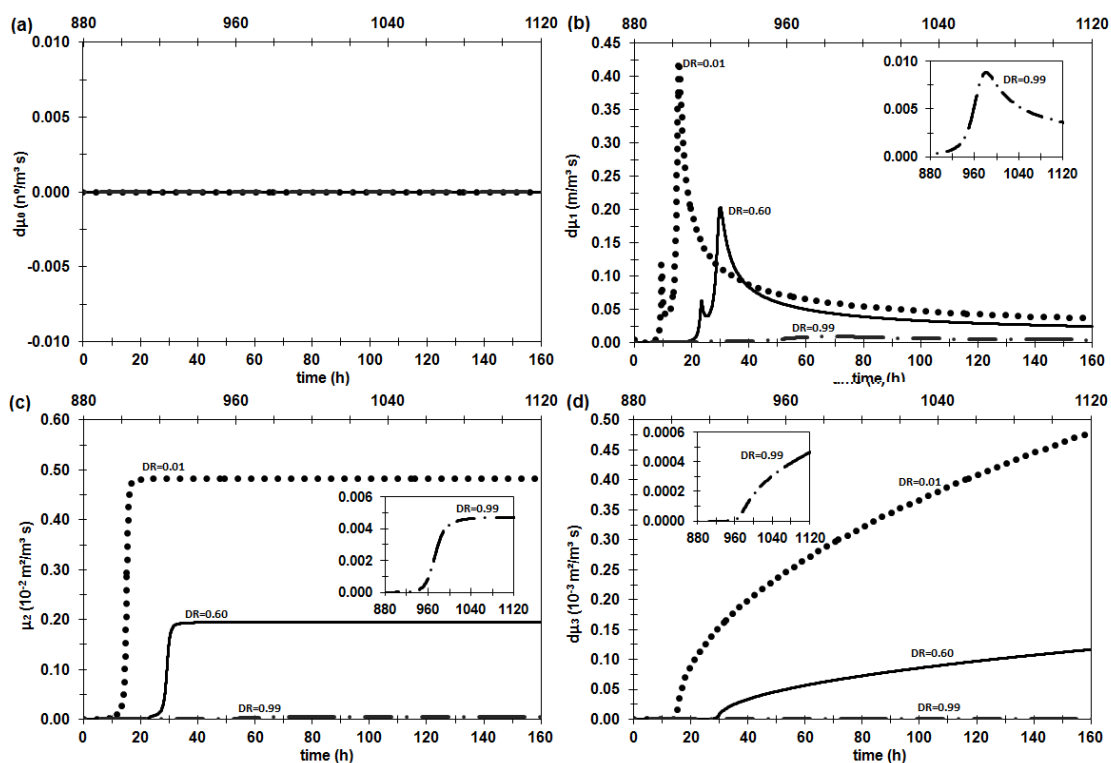 880 960 1040 1120
(a)
0.010
0.005
0.000
-0.005
-0.010
dμ₀ (nº/m³ s)
0 20 40 60 80 100 120 140 160
time (h)
880 960 1040 1120
(b)
0.45
0.40
0.35
0.30
0.25
0.20
0.15
0.10
0.05
0.00
dμ₁ (m/m³ s)
DR=0.01
DR=0.60
DR=0.99
0.010
0.005
0.000
DR=0.99
880 960 1040 1120
0 20 40 60 80 100 120 140 160
time (h)
880 960 1040 1120
(c)
0.60
0.50
0.40
0.30
0.20
0.10
0.00
μ₂ (10⁻² m²/m³ s)
DR=0.01
DR=0.60
DR=0.99
0.006
0.004
0.002
0.000
DR=0.99
880 960 1040 1120
0 20 40 60 80 100 120 140 160
time (h)
880 960 1040 1120
(d)
0.50
0.45
0.40
0.35
0.30
0.25
0.20
0.15
0.10
0.05
0.00
dμ₃ (10⁻³ m²/m³ s)
0.0006
0.0004
0.0002
0.0000
DR=0.99
880 960 1040 1120
DR=0.01
DR=0.60
DR=0.99
0 20 40 60 80 100 120 140 160
time (h)